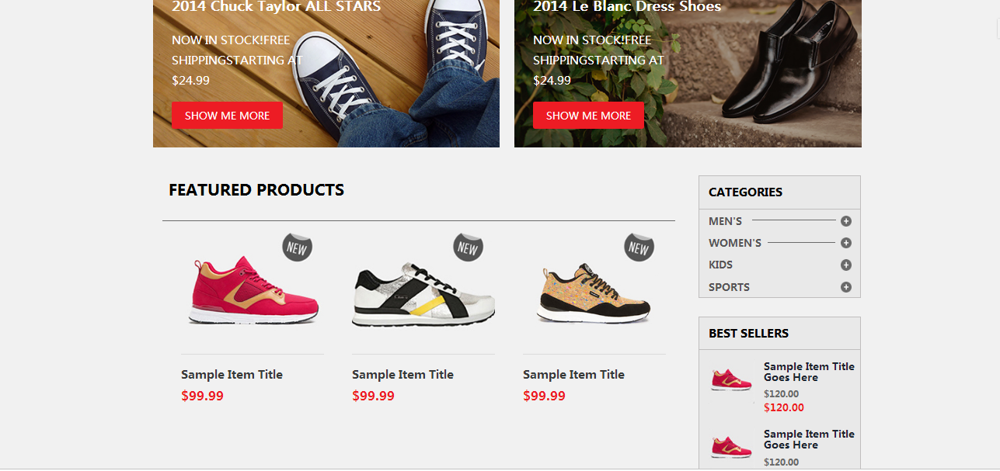 2014 Chuck Taylor ALL STARS
NOW IN STOCK!FREE
SHIPPINGSTARTING AT
$24.99
SHOW ME MORE
2014 Le Blanc Dress Shoes
NOW IN STOCK!FREE
SHIPPINGSTARTING AT
$24.99
SHOW ME MORE
FEATURED PRODUCTS
NEW
NEW
NEW
Sample Item Title
$99.99
Sample Item Title
$99.99
Sample Item Title
$99.99
CATEGORIES
MEN'S
WOMEN'S
KIDS
SPORTS
BEST SELLERS
Sample Item Title
Goes Here
$120.00
$120.00
Sample Item Title
Goes Here
$120.00